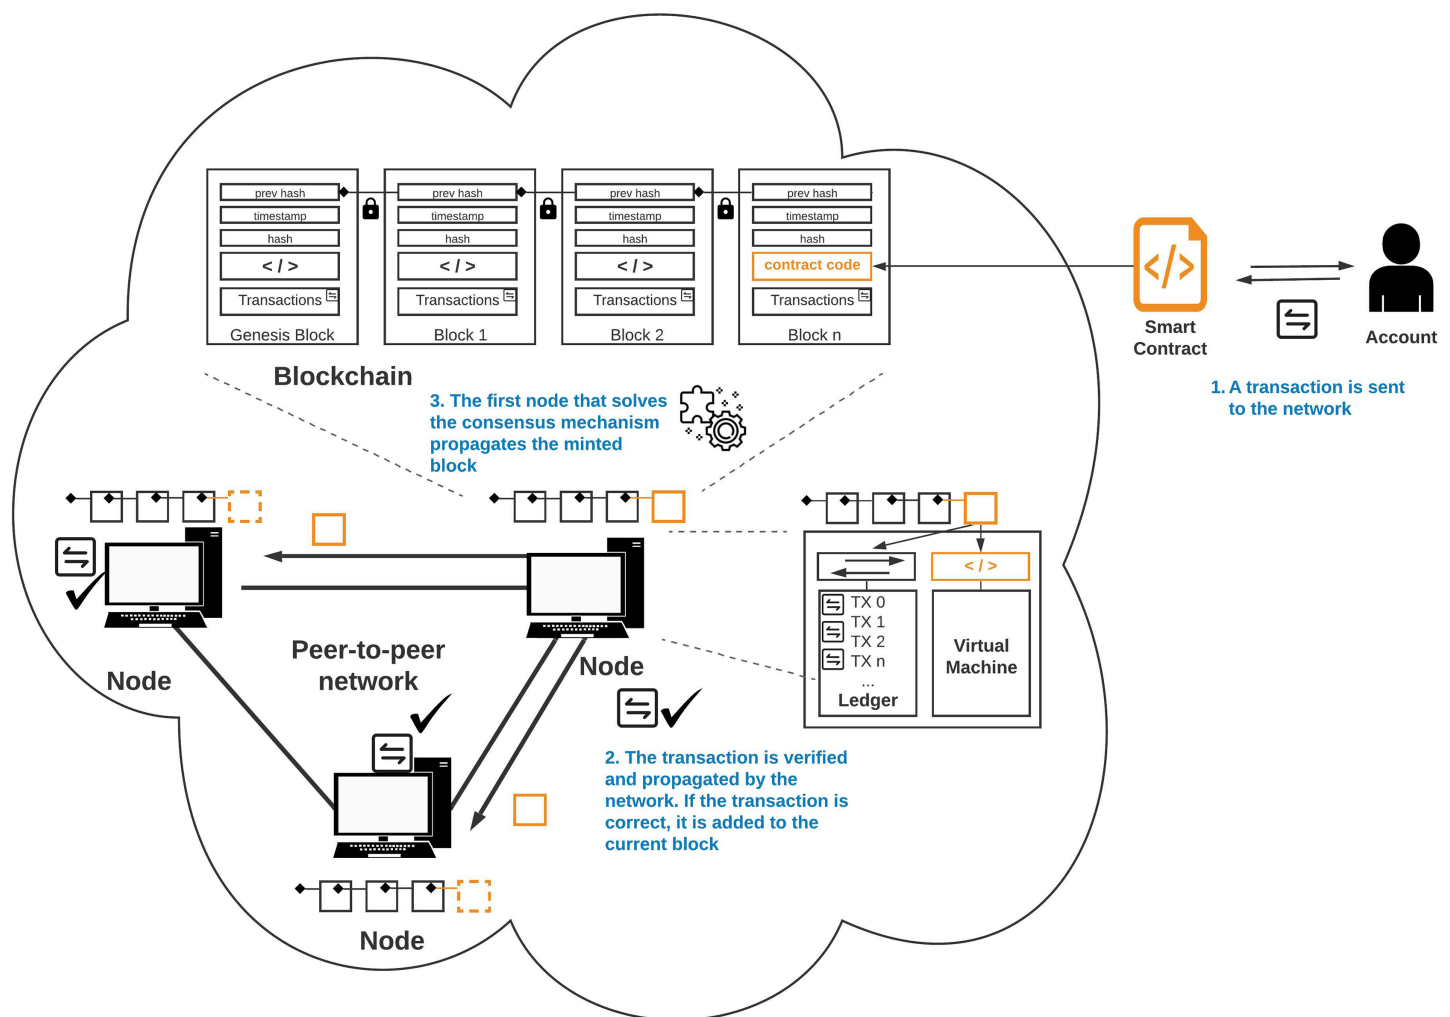 prev hash
timestamp
hash
< / >
Transactions
Genesis Block
prev hash
timestamp
hash
< / >
Transactions
Block 1
prev hash
timestamp
hash
< / >
Transactions
Block 2
prev hash
timestamp
hash
contract code
Transactions
Block n
Blockchain
</>
Smart
Contract
Account
1. A transaction is sent
to the network
3. The first node that solves
the consensus mechanism
propagates the minted
block
Node
Peer-to-peer
network
Node
Node
2. The transaction is verified
and propagated by the
network. If the transaction is
correct, it is added to the
current block
TX 0
TX 1
TX 2
TX n
...
Ledger
< / >
Virtual
Machine